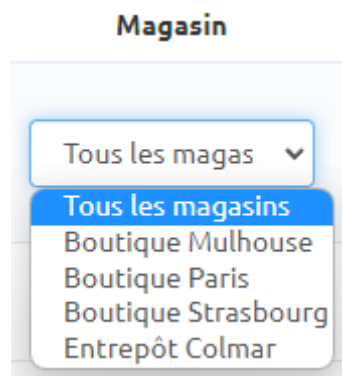 Magasin
Tous les magas
Tous les magasins
Boutique Mulhouse
Boutique Paris
Boutique Strasbourg
Entrepôt Colmar